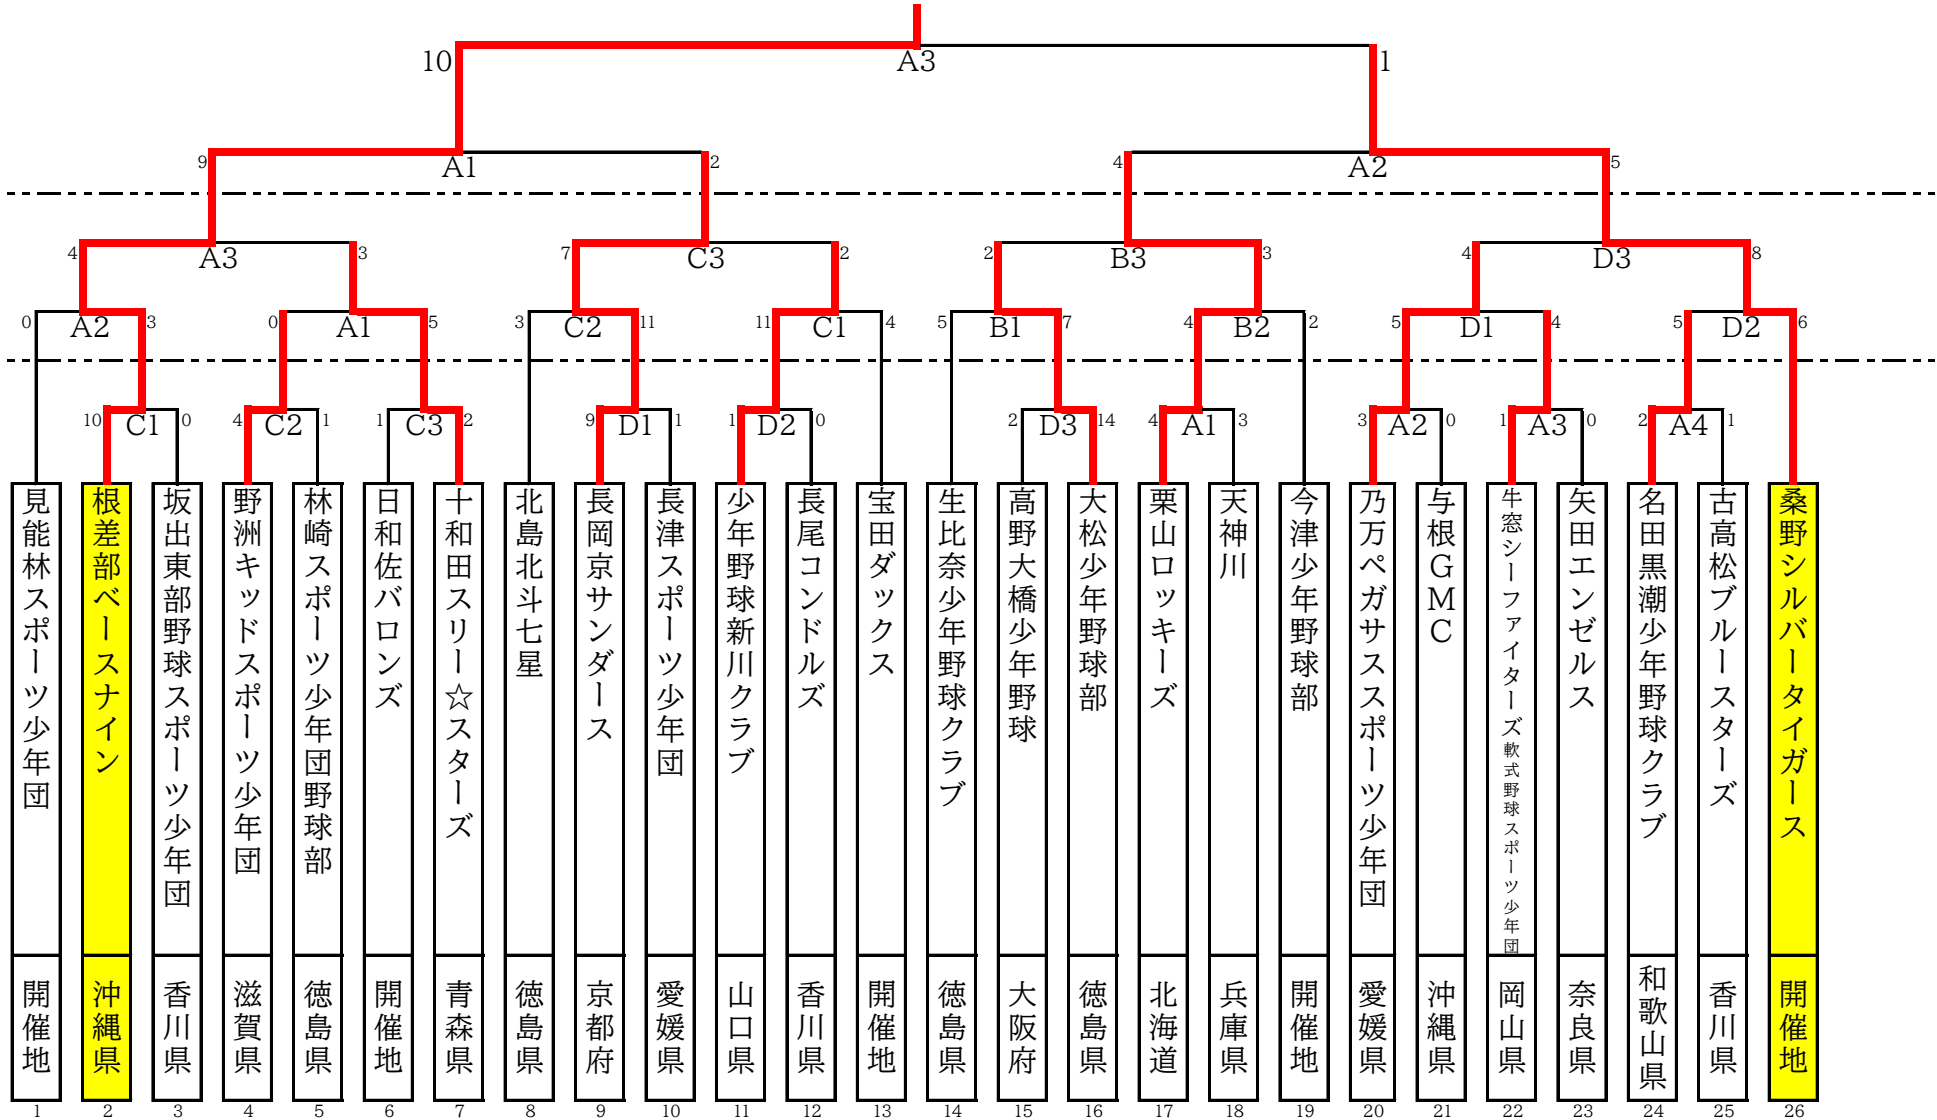 10 A3 1
9 A1 2 4 A2 5
4 A3 3 7 C3 2 2 B3 3 4 D3 8
0 A2 3 0 A1 5 3 C2 11 11 C1 4 5 B1 7 4 B2 2 5 D1 4 5 D2 6
10 C1 0 4 C2 1 1 C3 2 9 D1 1 1 D2 0 2 D3 14 4 A1 3 3 A2 0 1 A3 0 2 A4 1
見能林スポーツ少年団
根差部ベースナイン
坂出東部野球スポーツ少年団
野洲キッドスポーツ少年団
林崎スポーツ少年団野球部
日和佐バロンズ
十和田スリー☆スターズ
北島北斗七星
長岡京サンダース
長津スポーツ少年団
少年野球新川クラブ
長尾コンドルズ
宝田ダックス
生比奈少年野球クラブ
高野大橋少年野球
大松少年野球部
栗山ロッキーズ
天神川
今津少年野球部
乃万ペガサススポーツ少年団
与根GMC
牛窓シーファイターズ軟式野球スポーツ少年団
矢田エンゼルス
名田黒潮少年野球クラブ
古高松ブルースターズ
桑野シルバータイガース
開催地 沖縄県 香川県 滋賀県 徳島県 開催地 青森県 徳島県 京都府 愛媛県 山口県 香川県 開催地 徳島県 大阪府 徳島県 北海道 兵庫県 開催地 愛媛県 沖縄県 岡山県 奈良県 和歌山県 香川県 開催地
1 2 3 4 5 6 7 8 9 10 11 12 13 14 15 16 17 18 19 20 21 22 23 24 25 26